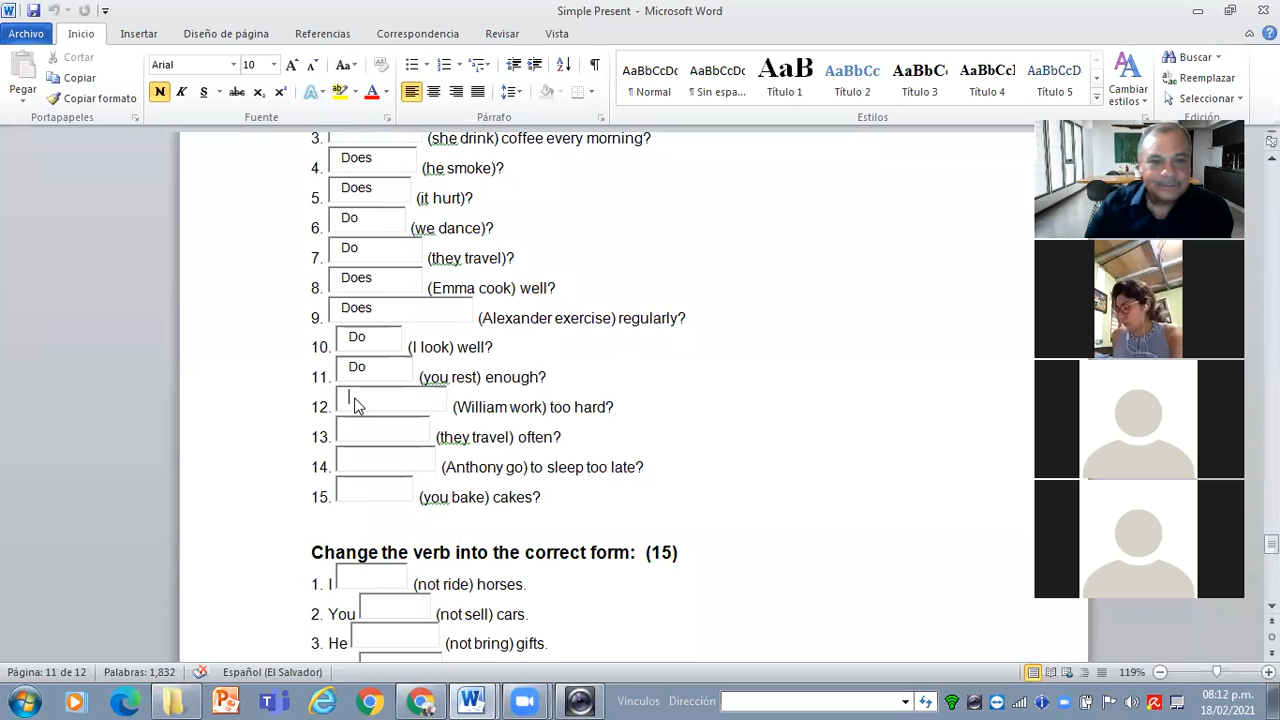 Simple Present - Microsoft Word
Archivo Inicio Insertar Diseño de página Referencias Correspondencia Revisar Vista
Pegar
Cortar
Copiar
Copiar formato
Portapapeles
Arial 10
N K S abc x₂ x² A A
Aa
Fuente
Párrafo
AaBbCcDc AaBbCcDc AaB AaBbCc AaBbCc AaBbCc AaBbCcD
¶ Normal ¶ Sin espa... Título 1 Título 2 Título 3 Título 4 Título 5
Estilos
Cambiar estilos
Buscar
Reemplazar
Seleccionar
Edición
3. (she drink) coffee every morning?
4. Does (he smoke)?
5. Does (it hurt)?
6. Do (we dance)?
7. Do (they travel)?
8. Does (Emma cook) well?
9. Does (Alexander exercise) regularly?
10. Do (I look) well?
11. Do (you rest) enough?
12. (William work) too hard?
13. (they travel) often?
14. (Anthony go) to sleep too late?
15. (you bake) cakes?
Change the verb into the correct form: (15)
1. I (not ride) horses.
2. You (not sell) cars.
3. He (not bring) gifts.
Página: 11 de 12 Palabras: 1,832 Español (El Salvador) 119%
Vínculos Dirección
08:12 p.m.
18/02/2021